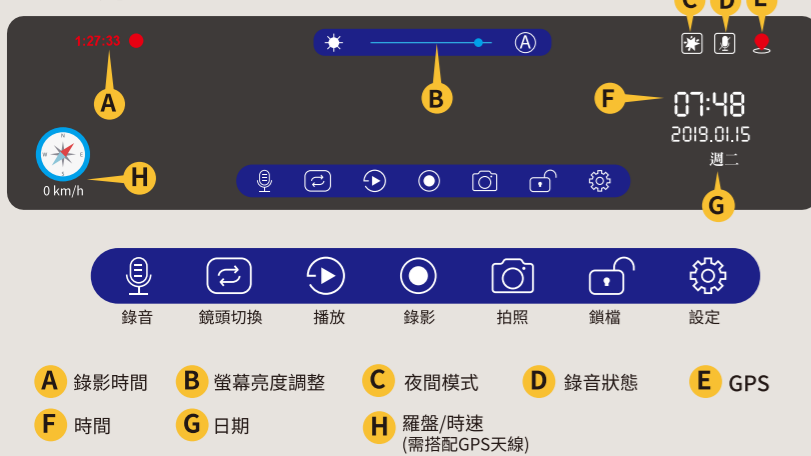 C D E
1:27:33
A
B
F
07:48
2019.01.15
週二
N
W E
S
0 km/h
H
G
錄音 鏡頭切換 播放 錄影 拍照 鎖檔 設定
A 錄影時間 B 螢幕亮度調整 C 夜間模式 D 錄音狀態 E GPS
F 時間 G 日期 H 羅盤/時速
(需搭配GPS天線)